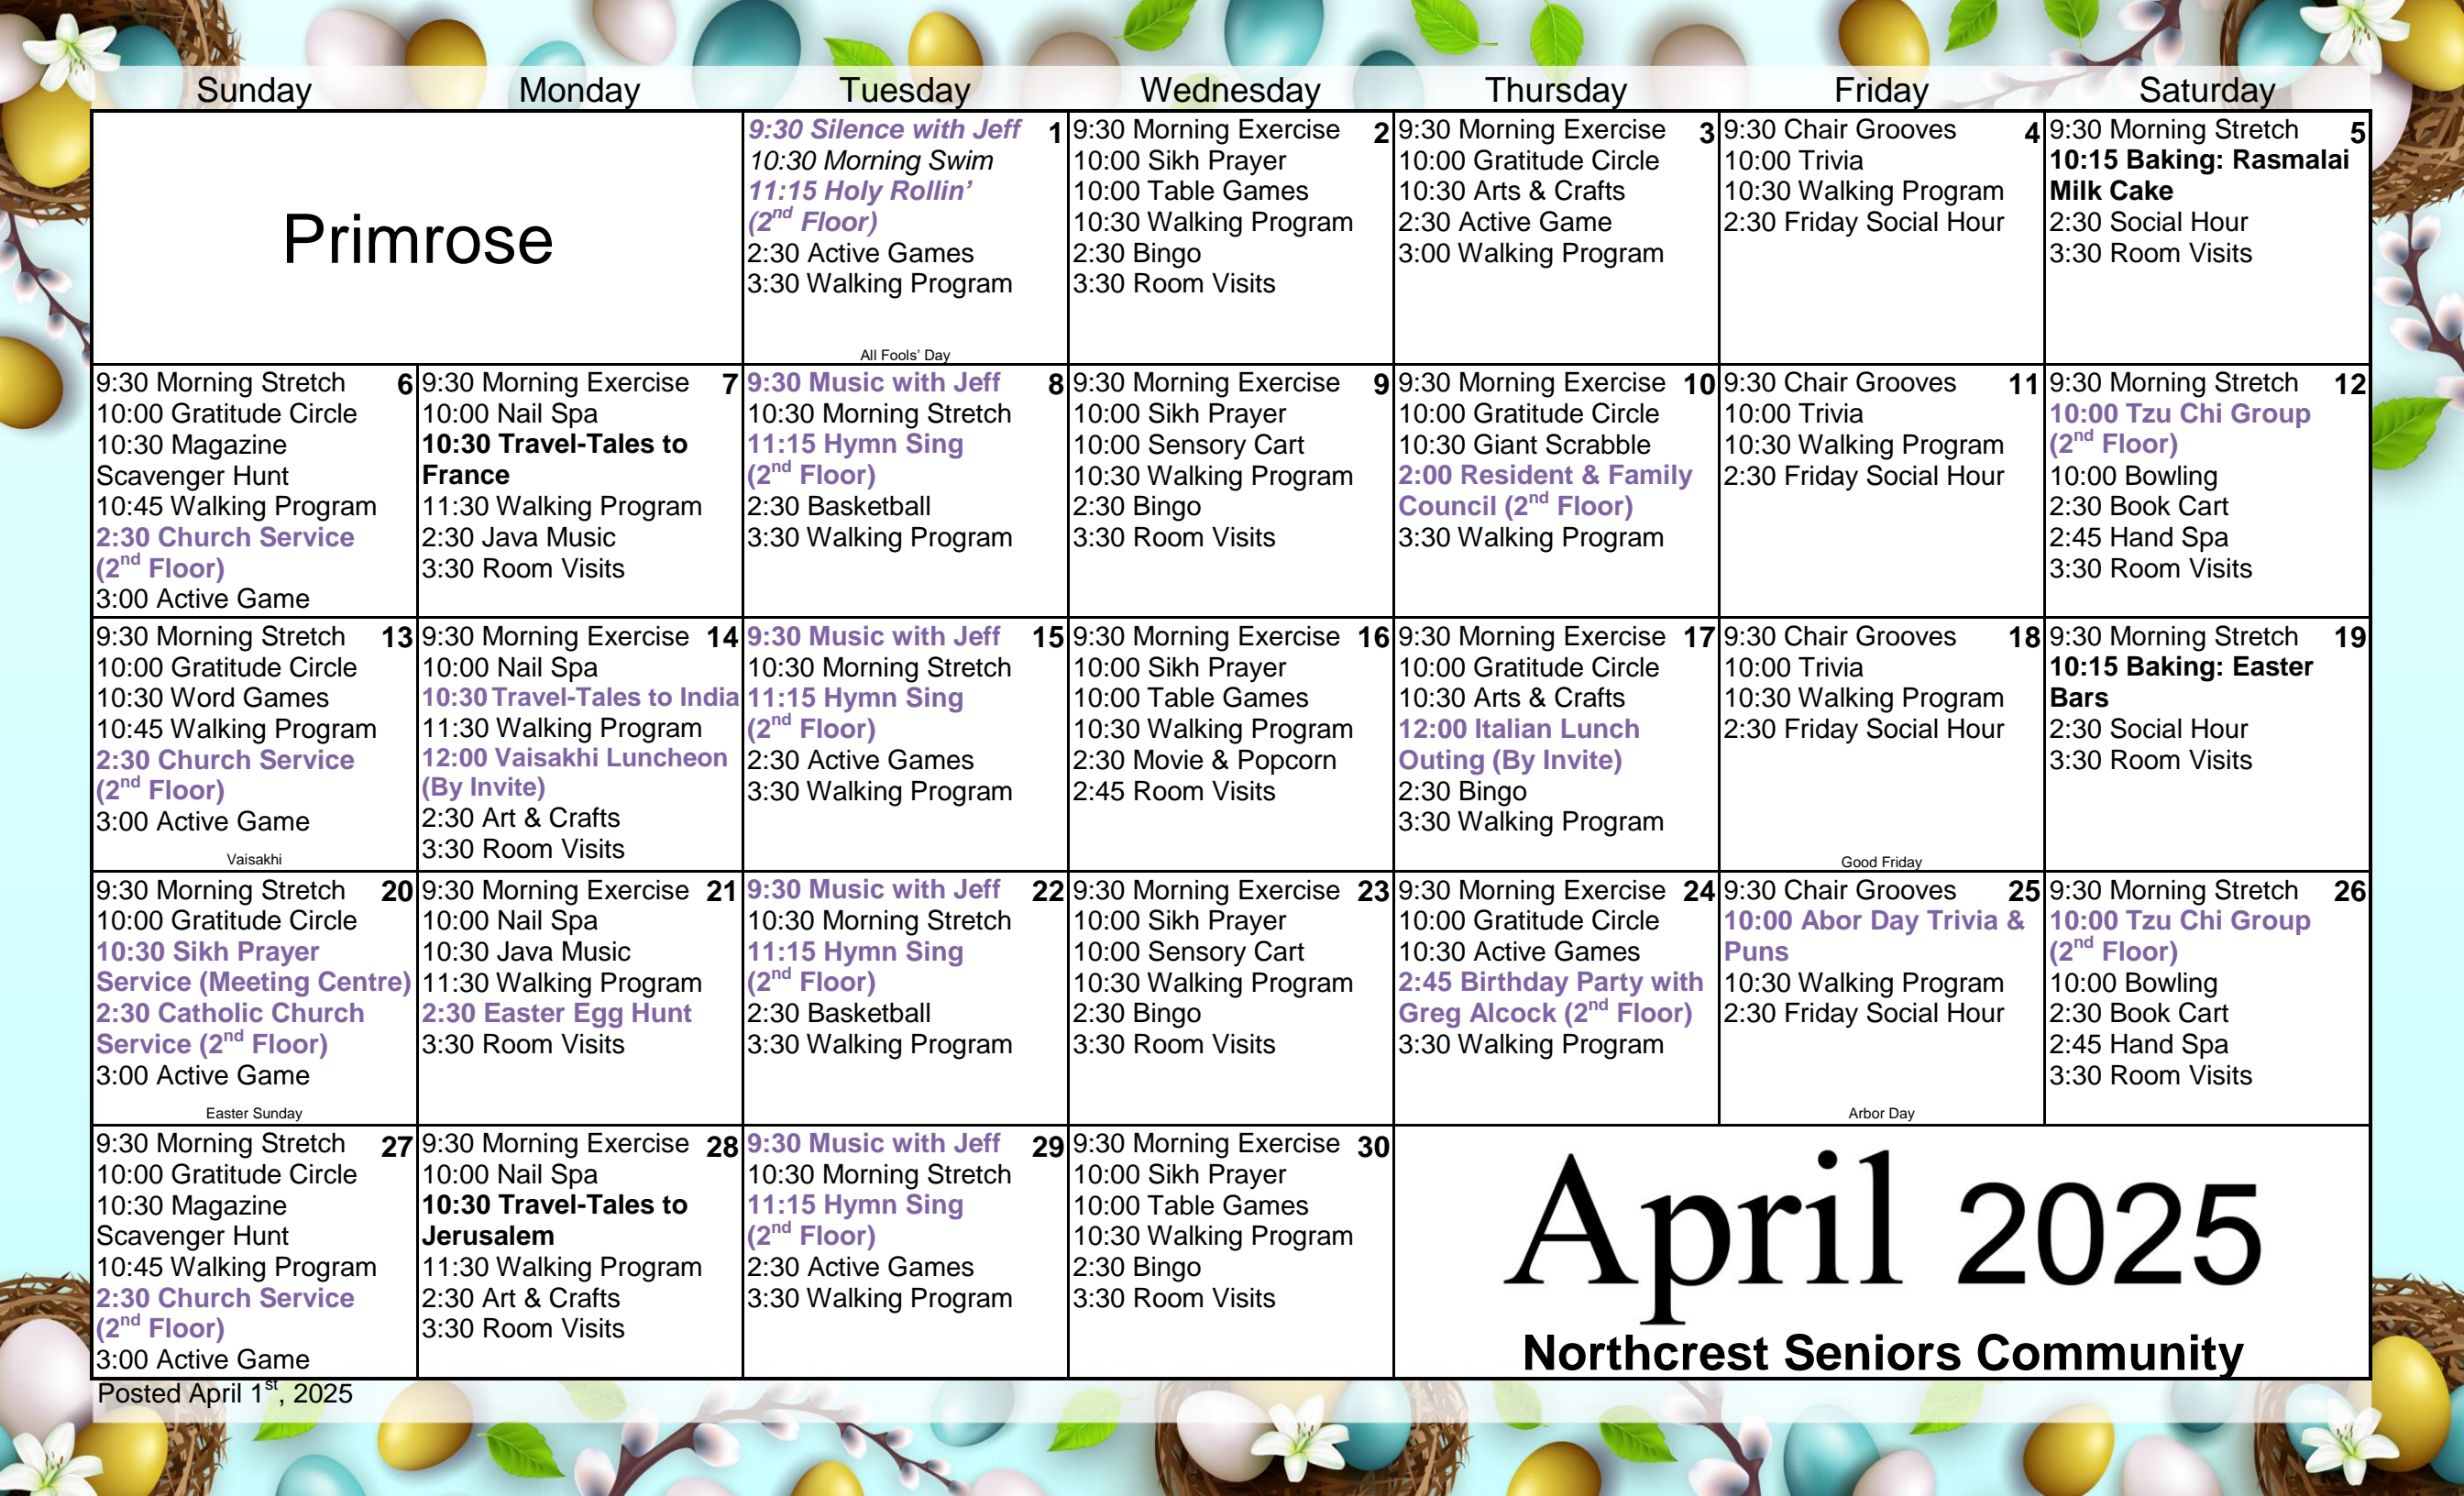 Sunday Monday Tuesday Wednesday Thursday Friday Saturday
Primrose
9:30 Silence with Jeff 1
10:30 Morning Swim
11:15 Holy Rollin’
(2nd Floor)
2:30 Active Games
3:30 Walking Program
All Fools’ Day
9:30 Morning Exercise 2
10:00 Sikh Prayer
10:00 Table Games
10:30 Walking Program
2:30 Bingo
3:30 Room Visits
9:30 Morning Exercise 3
10:00 Gratitude Circle
10:30 Arts & Crafts
2:30 Active Game
3:00 Walking Program
9:30 Chair Grooves 4
10:00 Trivia
10:30 Walking Program
2:30 Friday Social Hour
9:30 Morning Stretch 5
10:15 Baking: Rasmalai
Milk Cake
2:30 Social Hour
3:30 Room Visits
9:30 Morning Stretch 6
10:00 Gratitude Circle
10:30 Magazine
Scavenger Hunt
10:45 Walking Program
2:30 Church Service
(2nd Floor)
3:00 Active Game
9:30 Morning Exercise 7
10:00 Nail Spa
10:30 Travel-Tales to
France
11:30 Walking Program
2:30 Java Music
3:30 Room Visits
9:30 Music with Jeff 8
10:30 Morning Stretch
11:15 Hymn Sing
(2nd Floor)
2:30 Basketball
3:30 Walking Program
9:30 Morning Exercise 9
10:00 Sikh Prayer
10:00 Sensory Cart
10:30 Walking Program
2:30 Bingo
3:30 Room Visits
9:30 Morning Exercise 10
10:00 Gratitude Circle
10:30 Giant Scrabble
2:00 Resident & Family
Council (2nd Floor)
3:30 Walking Program
9:30 Chair Grooves 11
10:00 Trivia
10:30 Walking Program
2:30 Friday Social Hour
9:30 Morning Stretch 12
10:00 Tzu Chi Group
(2nd Floor)
10:00 Bowling
2:30 Book Cart
2:45 Hand Spa
3:30 Room Visits
9:30 Morning Stretch 13
10:00 Gratitude Circle
10:30 Word Games
10:45 Walking Program
2:30 Church Service
(2nd Floor)
3:00 Active Game
Vaisakhi
9:30 Morning Exercise 14
10:00 Nail Spa
10:30 Travel-Tales to India
11:30 Walking Program
12:00 Vaisakhi Luncheon
(By Invite)
2:30 Art & Crafts
3:30 Room Visits
9:30 Music with Jeff 15
10:30 Morning Stretch
11:15 Hymn Sing
(2nd Floor)
2:30 Active Games
3:30 Walking Program
9:30 Morning Exercise 16
10:00 Sikh Prayer
10:00 Table Games
10:30 Walking Program
2:30 Movie & Popcorn
2:45 Room Visits
9:30 Morning Exercise 17
10:00 Gratitude Circle
10:30 Arts & Crafts
12:00 Italian Lunch
Outing (By Invite)
2:30 Bingo
3:30 Walking Program
9:30 Chair Grooves 18
10:00 Trivia
10:30 Walking Program
2:30 Friday Social Hour
Good Friday
9:30 Morning Stretch 19
10:15 Baking: Easter
Bars
2:30 Social Hour
3:30 Room Visits
9:30 Morning Stretch 20
10:00 Gratitude Circle
10:30 Sikh Prayer
Service (Meeting Centre)
2:30 Catholic Church
Service (2nd Floor)
3:00 Active Game
Easter Sunday
9:30 Morning Exercise 21
10:00 Nail Spa
10:30 Java Music
11:30 Walking Program
2:30 Easter Egg Hunt
3:30 Room Visits
9:30 Music with Jeff 22
10:30 Morning Stretch
11:15 Hymn Sing
(2nd Floor)
2:30 Basketball
3:30 Walking Program
9:30 Morning Exercise 23
10:00 Sikh Prayer
10:00 Sensory Cart
10:30 Walking Program
2:30 Bingo
3:30 Room Visits
9:30 Morning Exercise 24
10:00 Gratitude Circle
10:30 Active Games
2:45 Birthday Party with
Greg Alcock (2nd Floor)
3:30 Walking Program
9:30 Chair Grooves 25
10:00 Abor Day Trivia &
Puns
10:30 Walking Program
2:30 Friday Social Hour
Arbor Day
9:30 Morning Stretch 26
10:00 Tzu Chi Group
(2nd Floor)
10:00 Bowling
2:30 Book Cart
2:45 Hand Spa
3:30 Room Visits
9:30 Morning Stretch 27
10:00 Gratitude Circle
10:30 Magazine
Scavenger Hunt
10:45 Walking Program
2:30 Church Service
(2nd Floor)
3:00 Active Game
9:30 Morning Exercise 28
10:00 Nail Spa
10:30 Travel-Tales to
Jerusalem
11:30 Walking Program
2:30 Art & Crafts
3:30 Room Visits
9:30 Music with Jeff 29
10:30 Morning Stretch
11:15 Hymn Sing
(2nd Floor)
2:30 Active Games
3:30 Walking Program
9:30 Morning Exercise 30
10:00 Sikh Prayer
10:00 Table Games
10:30 Walking Program
2:30 Bingo
3:30 Room Visits
April 2025
Northcrest Seniors Community
Posted April 1st, 2025